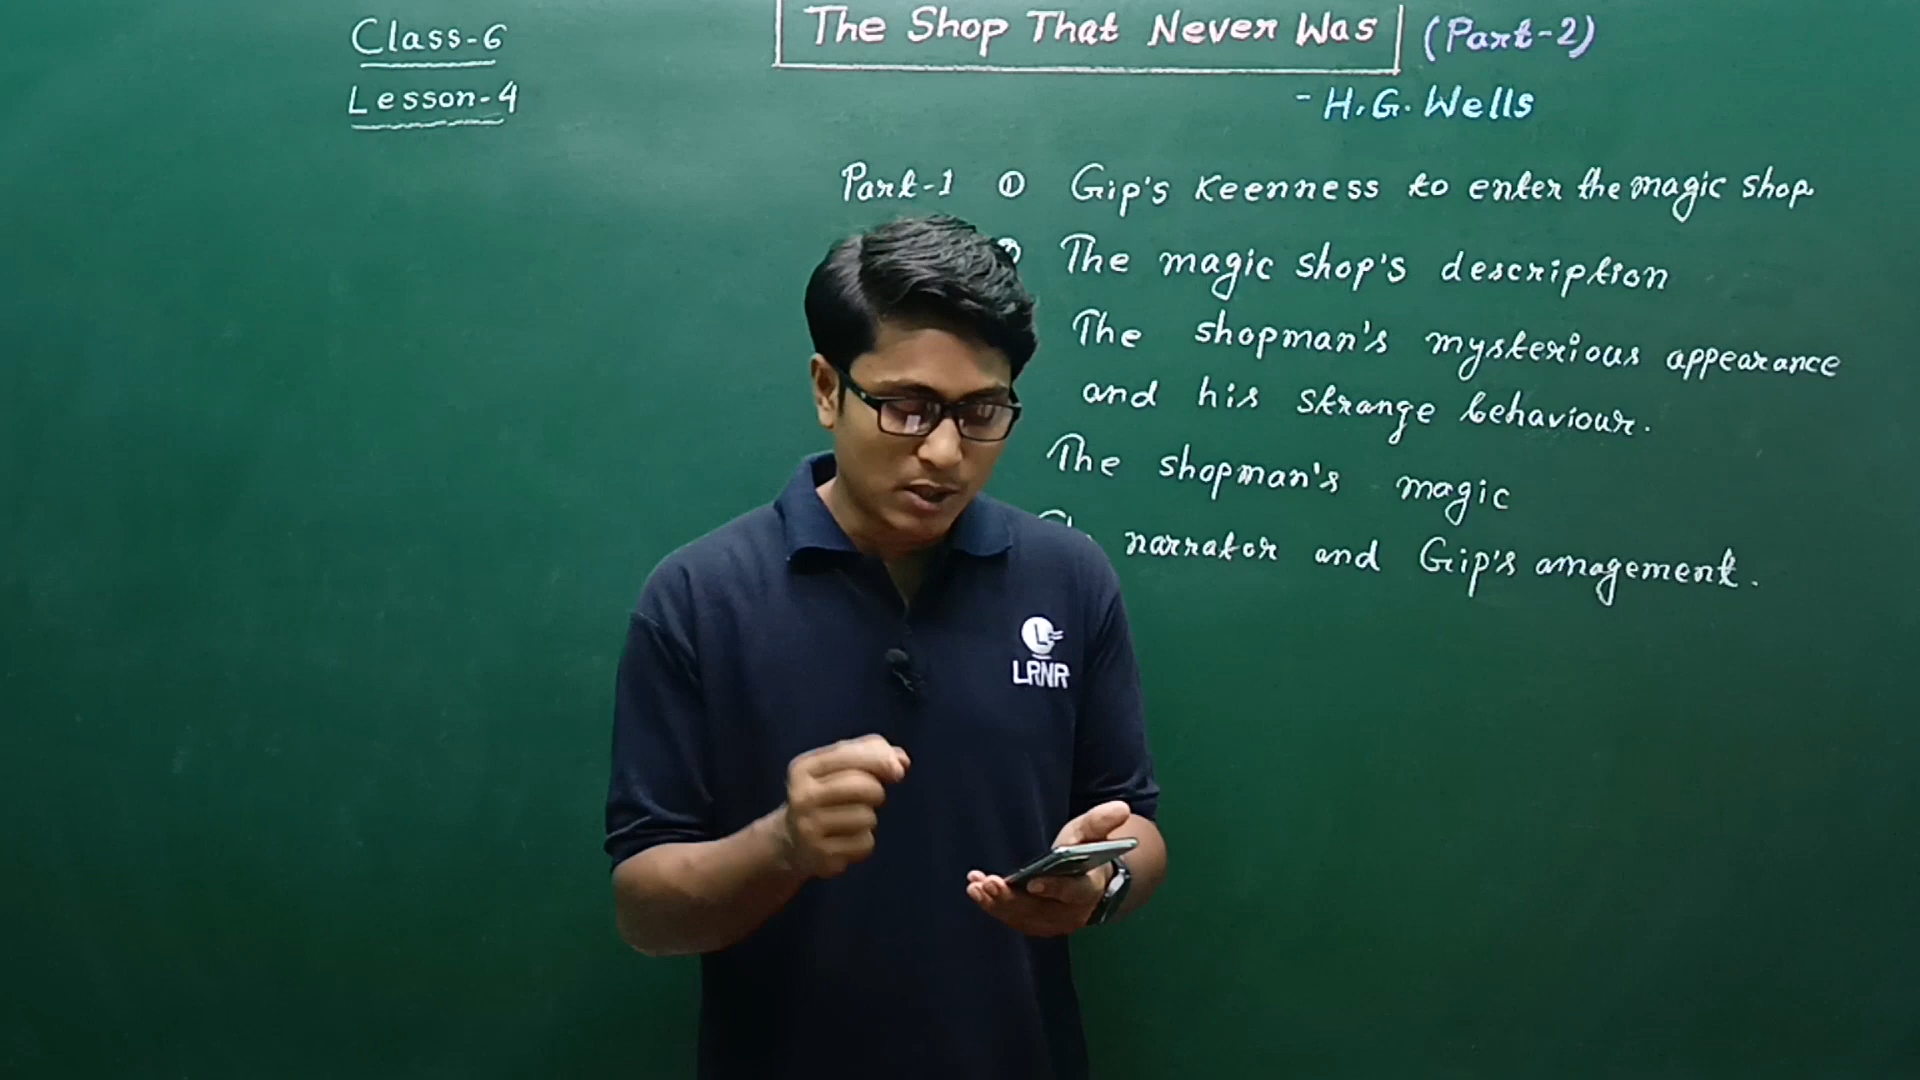 Class-6
Lesson-4
The Shop That Never Was (Part-2)
- H.G. Wells
Part-1 ① Gip's keenness to enter the magic shop
The magic shop's description
The shopman's mysterious appearance
and his strange behaviour.
The shopman's magic
narrator and Gip's amagement.
L
LRNR